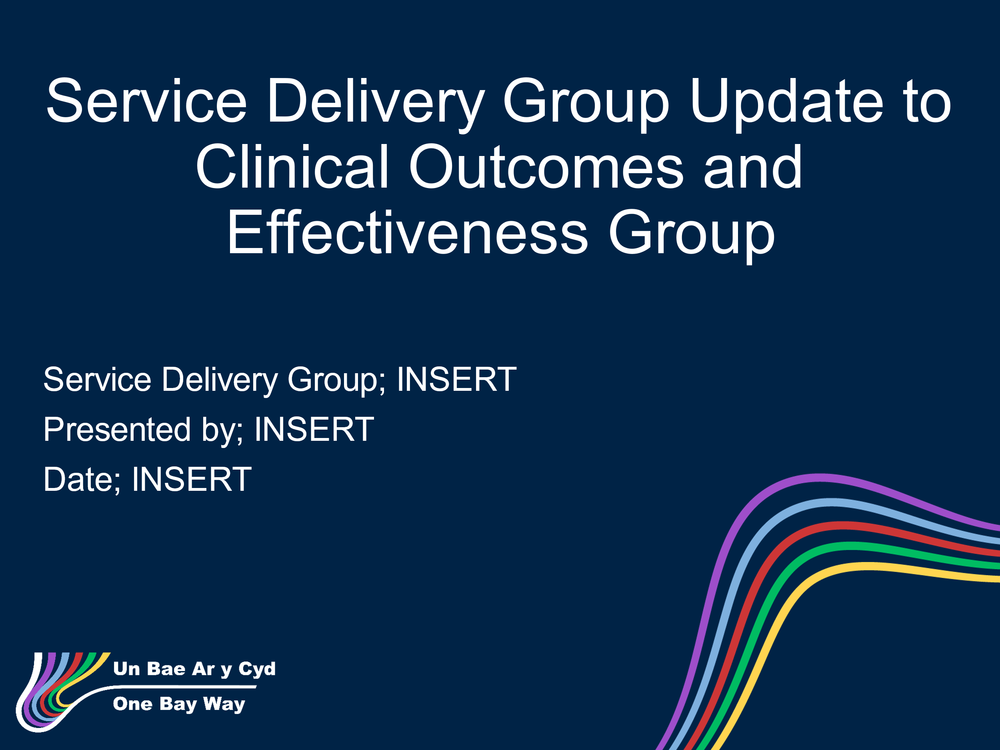 Service Delivery Group Update to
Clinical Outcomes and
Effectiveness Group
Service Delivery Group; INSERT
Presented by; INSERT
Date; INSERT
Un Bae Ar y Cyd
One Bay Way